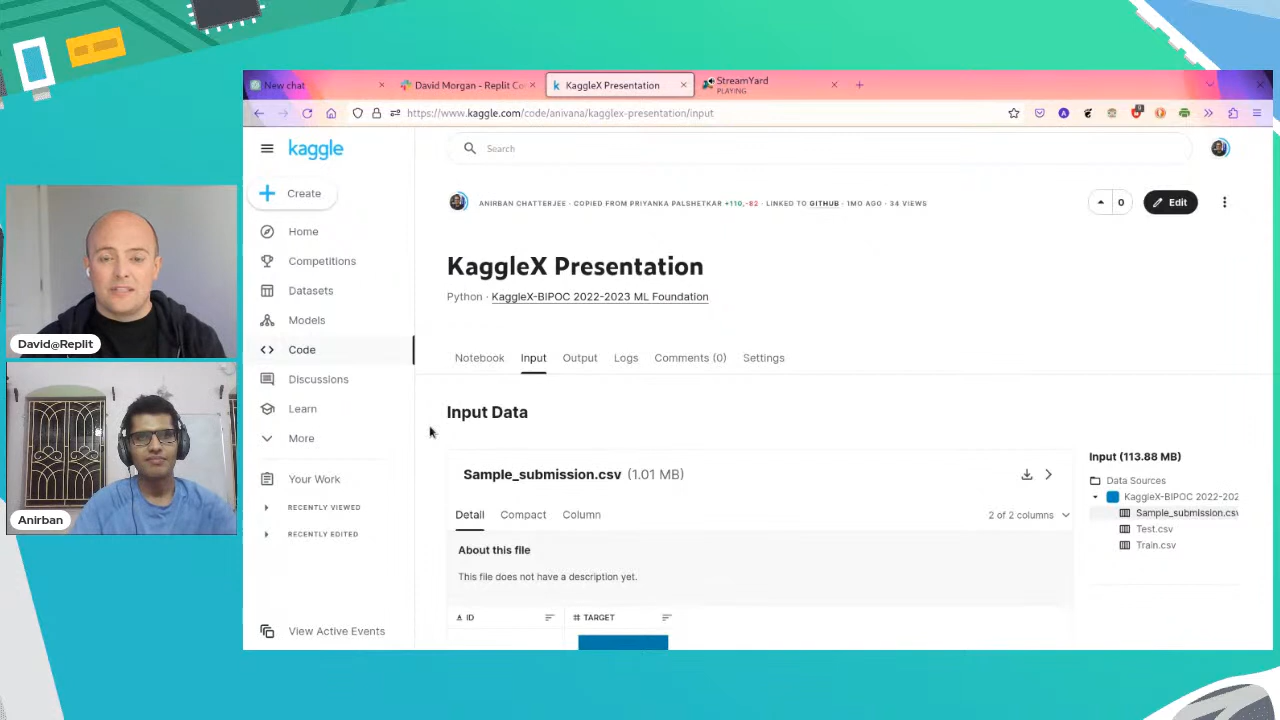 New chat
David Morgan - Replit Co
KaggleX Presentation
StreamYard
PLAYING
https://www.kaggle.com/code/anivana/kagglex-presentation/input
kaggle
Search
Create
ANIRBAN CHATTERJEE · COPIED FROM PRIYANKA PALSHETKAR +110,-82 · LINKED TO GITHUB · 1MO AGO · 34 VIEWS
0
Edit
Home
Competitions
Datasets
Models
Code
Discussions
Learn
More
Your Work
RECENTLY VIEWED
RECENTLY EDITED
View Active Events
KaggleX Presentation
Python · KaggleX-BIPOC 2022-2023 ML Foundation
Notebook Input Output Logs Comments (0) Settings
Input Data
Sample_submission.csv (1.01 MB)
Detail Compact Column
2 of 2 columns
About this file
This file does not have a description yet.
ID
# TARGET
Input (113.88 MB)
Data Sources
KaggleX-BIPOC 2022-202
Sample_submission.csv
Test.csv
Train.csv
David@Replit
Anirban